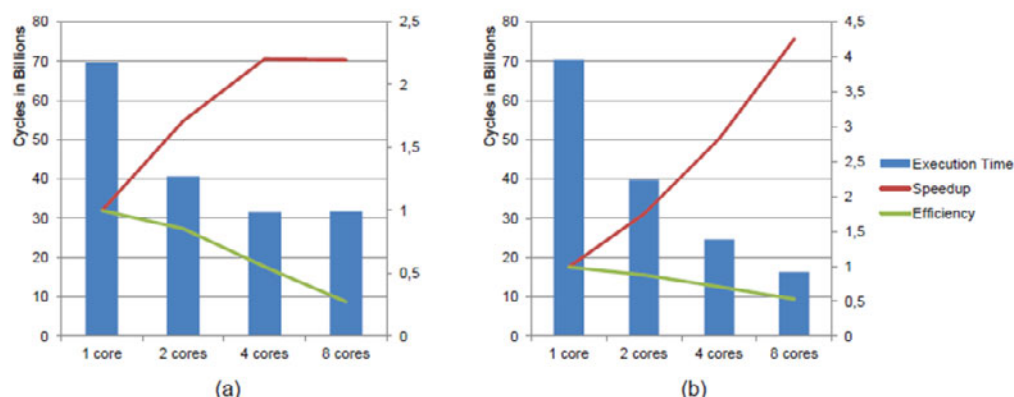 Cycles in Billions
80
70
60
50
40
30
20
10
0
2,5
2
1,5
1
0,5
0
1 core
2 cores
4 cores
8 cores
(a)
Cycles in Billions
80
70
60
50
40
30
20
10
0
4,5
4
3,5
3
2,5
2
1,5
1
0,5
0
1 core
2 cores
4 cores
8 cores
(b)
Execution Time
Speedup
Efficiency